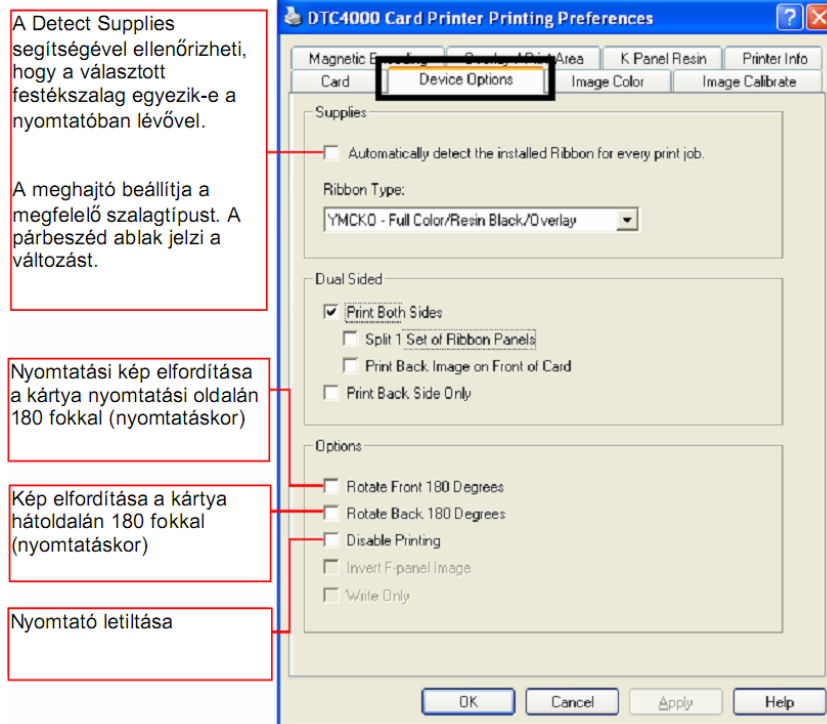 A Detect Supplies
segítségével ellenőrizheti,
hogy a választott
festékszalag egyezik-e a
nyomtatóban lévővel.
A meghajtó beállítja a
megfelelő szalagtípust. A
párbeszéd ablak jelzi a
változást.
Nyomtatási kép elfordítása
a kártya nyomtatási oldalán
180 fokkal (nyomtatáskor)
Kép elfordítása a kártya
hátoldalán 180 fokkal
(nyomtatáskor)
Nyomtató letiltása
DTC4000 Card Printer Printing Preferences
Magnetic Area K Panel Resin Printer Info
Card Device Options Image Color Image Calibrate
Supplies
Automatically detect the installed Ribbon for every print job.
Ribbon Type:
YMCKO - Full Color/Resin Black/Overlay
Dual Sided
Print Both Sides
Split 1 Set of Ribbon Panels
Print Back Image on Front of Card
Print Back Side Only
Options
Rotate Front 180 Degrees
Rotate Back 180 Degrees
Disable Printing
Invert F-panel Image
Write Only
OK Cancel Apply Help